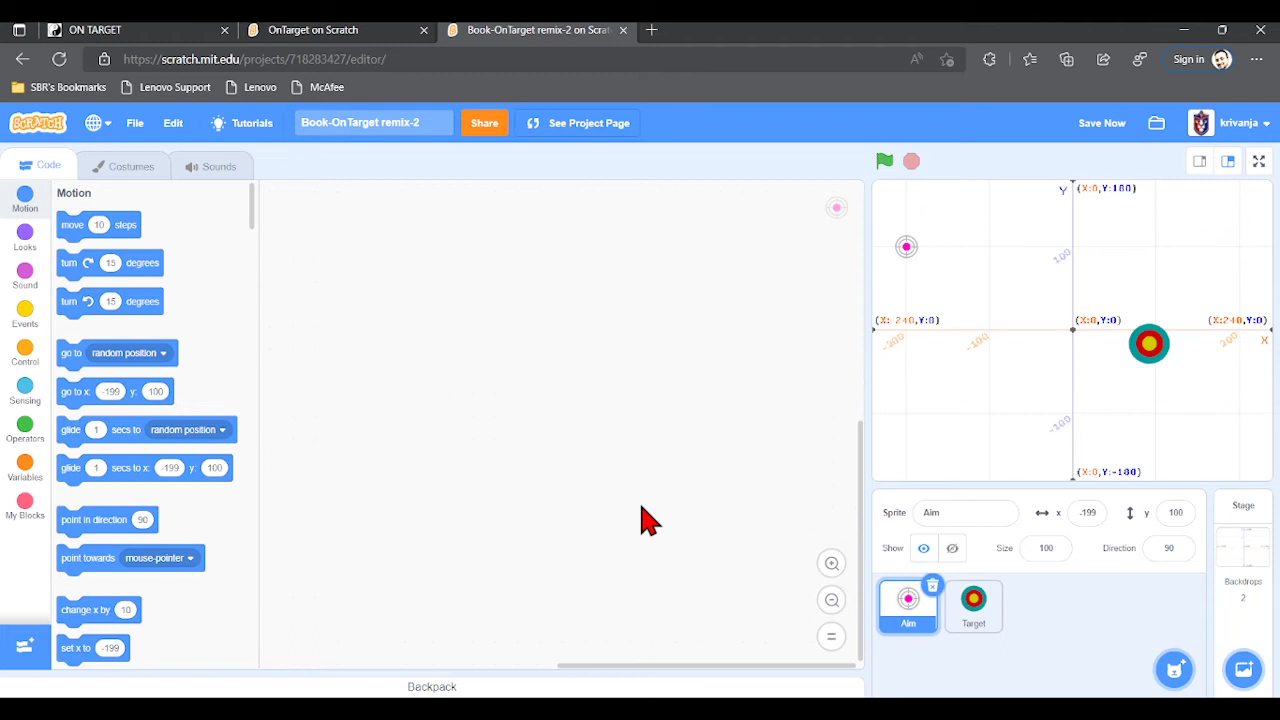 ON TARGET
OnTarget on Scratch
Book-OnTarget remix-2 on Scrat
https://scratch.mit.edu/projects/718283427/editor/
Sign in
SBR's Bookmarks
Lenovo Support
Lenovo
McAfee
SCRATCH
File
Edit
Tutorials
Book-OnTarget remix-2
Share
See Project Page
Save Now
krivanja
Code
Costumes
Sounds
Motion
Looks
Sound
Events
Control
Sensing
Operators
Variables
My Blocks
Motion
move 10 steps
turn 15 degrees
turn 15 degrees
go to random position
go to x: -199 y: 100
glide 1 secs to random position
glide 1 secs to x: -199 y: 100
point in direction 90
point towards mouse-pointer
change x by 10
set x to -199
Backpack
Y
(X:0,Y:180)
100
(X:-240,Y:0)
(X:0,Y:0)
(X:240,Y:0)
-200
-100
200
X
-100
(X:0,Y:-180)
Sprite
Aim
x
-199
y
100
Show
Size
100
Direction
90
Aim
Target
Stage
Backdrops
2